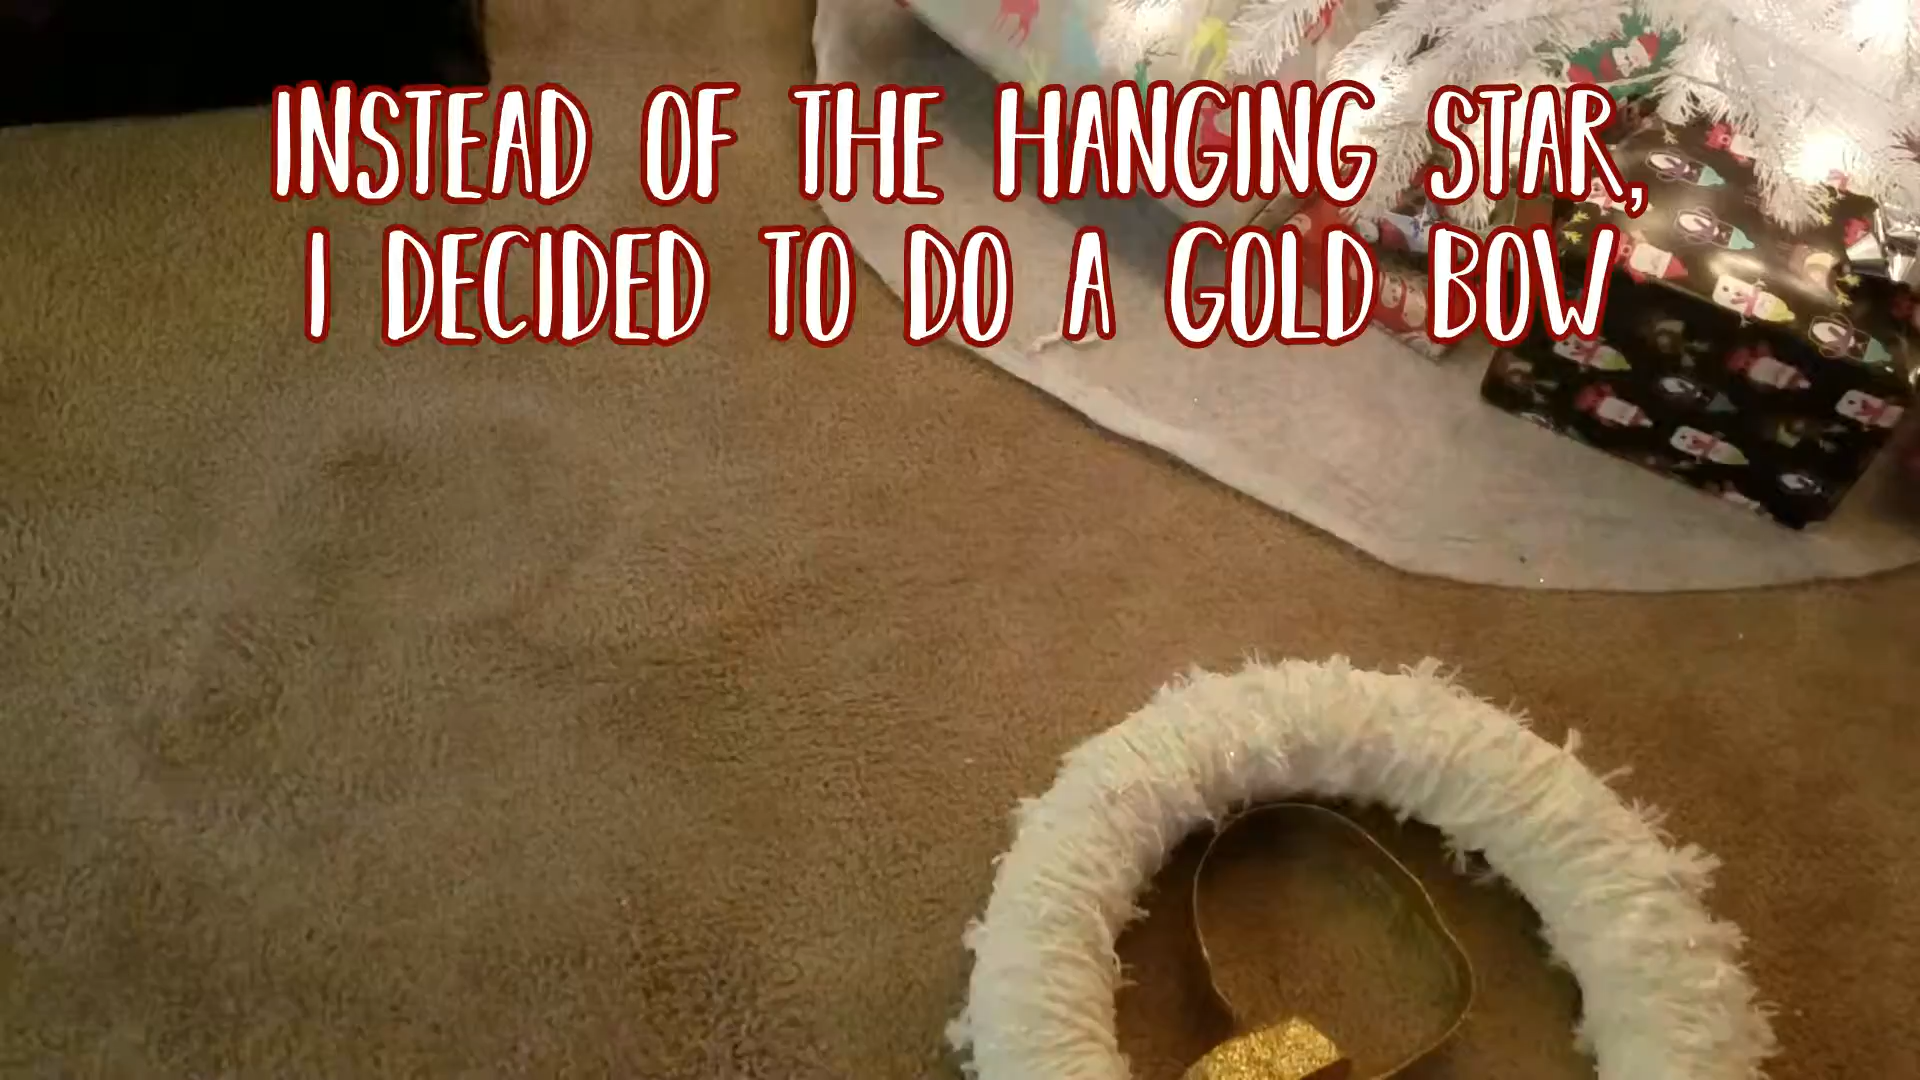 INSTEAD OF THE HANGING STAR,
I DECIDED TO DO A GOLD BOW